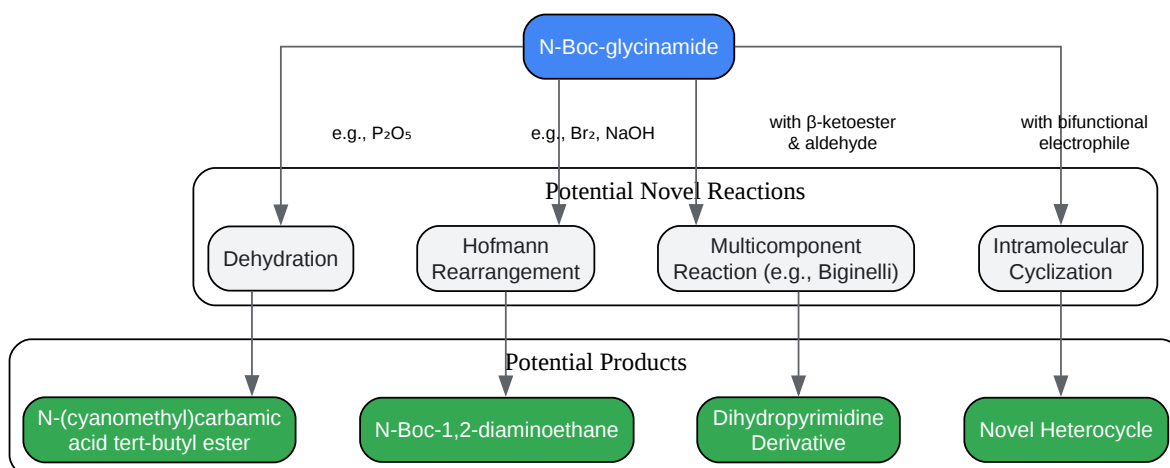 N-Boc-glycinamide
e.g., P₂O₅
e.g., Br₂, NaOH
with β-ketoester
& aldehyde
with bifunctional
electrophile
Potential Novel Reactions
Dehydration
Hofmann
Rearrangement
Multicomponent
Reaction (e.g., Biginelli)
Intramolecular
Cyclization
Potential Products
N-(cyanomethyl)carbamic
acid tert-butyl ester
N-Boc-1,2-diaminoethane
Dihydropyrimidine
Derivative
Novel Heterocycle